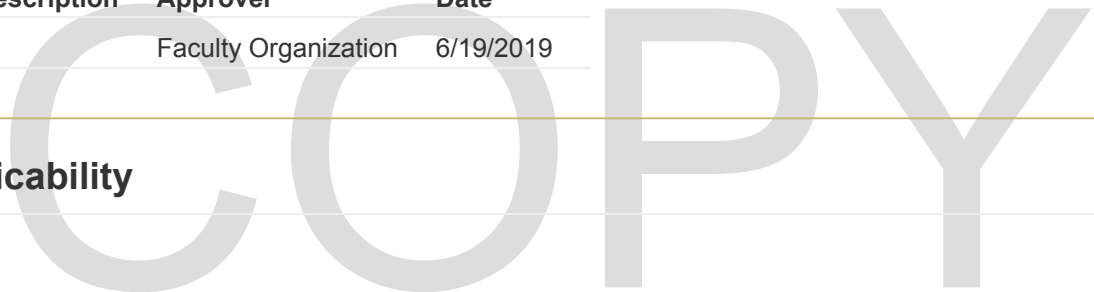 escription Approver Date
Faculty Organization 6/19/2019
icability
COPY